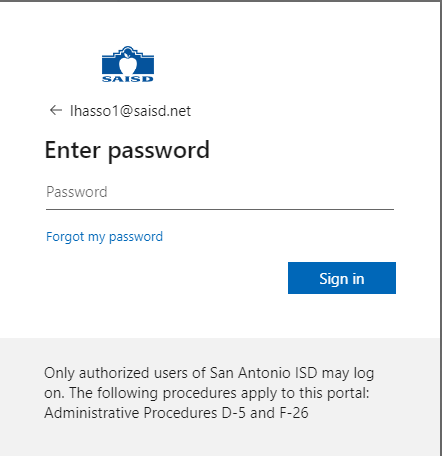 SAISD
← lhasso1@saisd.net
Enter password
Password
Forgot my password
Sign in
Only authorized users of San Antonio ISD may log
on. The following procedures apply to this portal:
Administrative Procedures D-5 and F-26